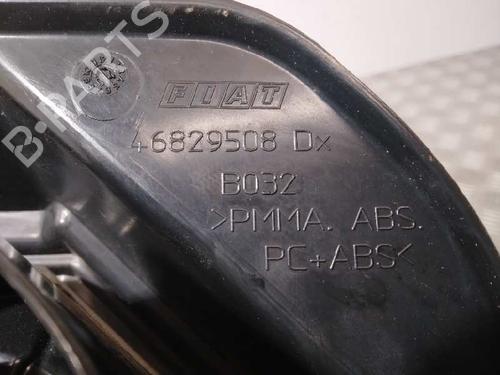 FIAT
46829508 Dx
B032
>PMMA. ABS.
PC+ABS<
B-PARTS